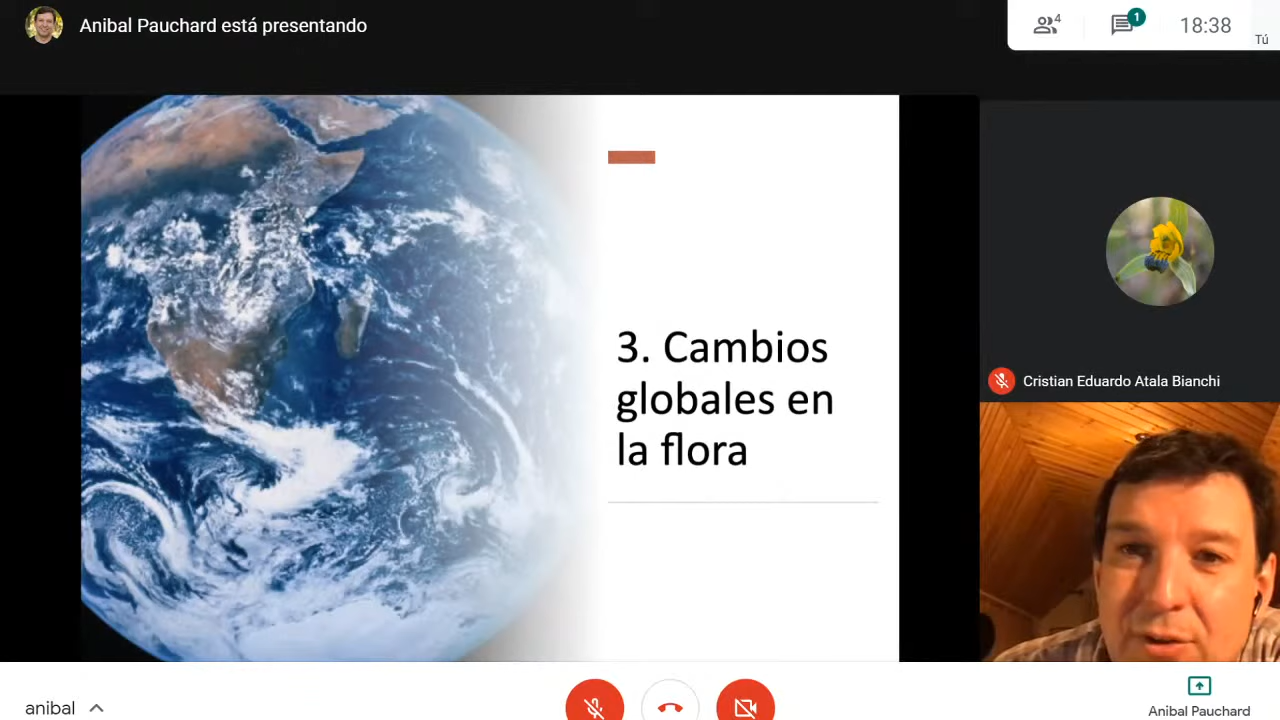 Anibal Pauchard está presentando
4
1
18:38
Tú
3. Cambios
globales en
la flora
Cristian Eduardo Atala Bianchi
anibal
Anibal Pauchard